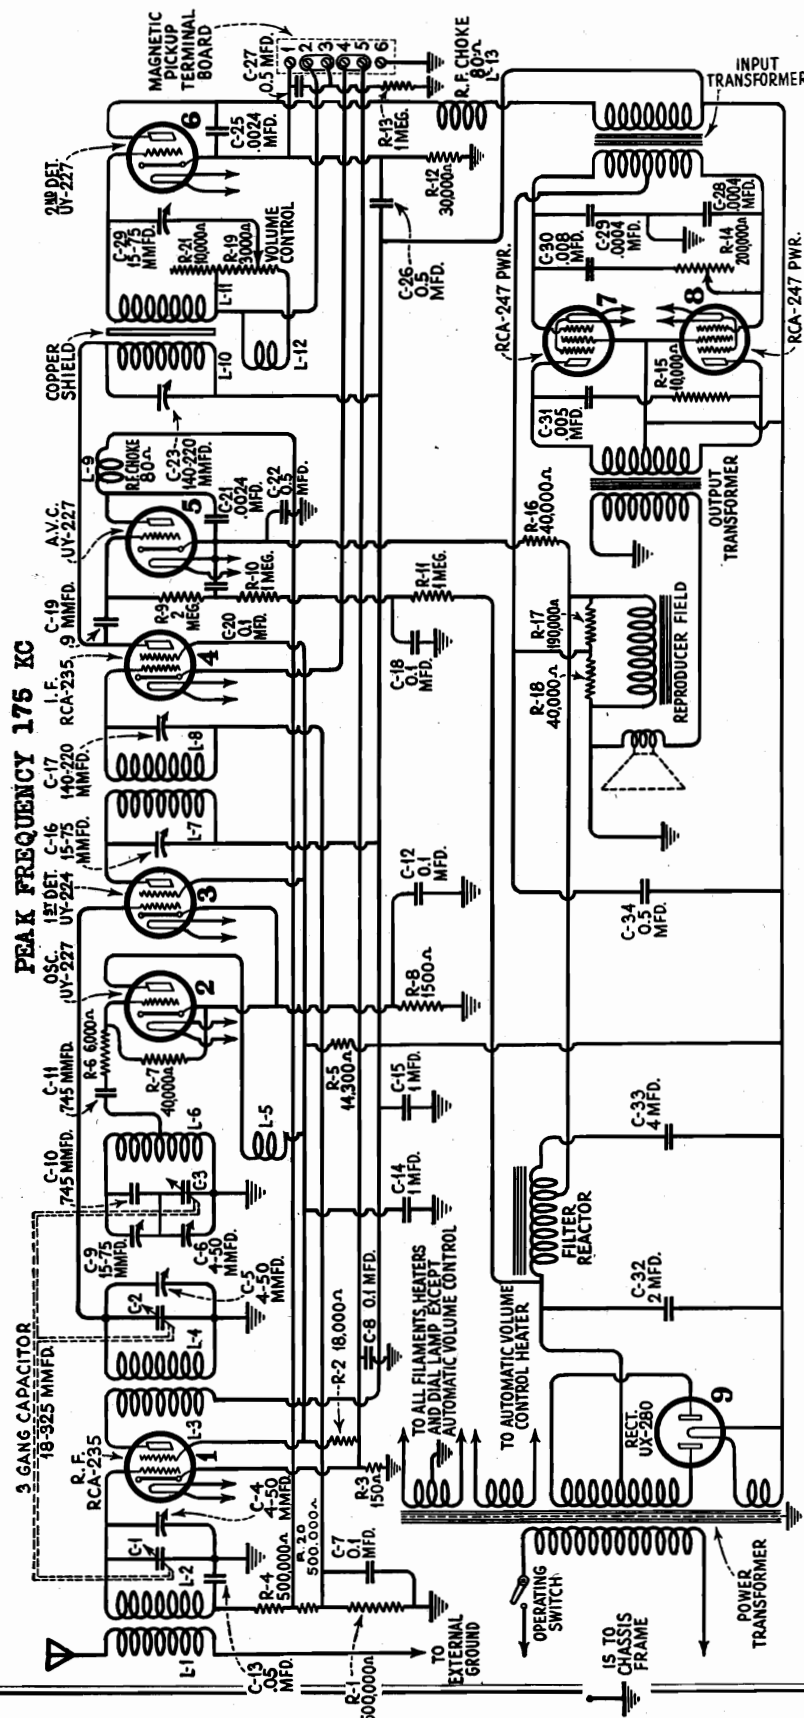 PEAK FREQUENCY 175 KC
3 GANG CAPACITOR
18-325 MMFD.
R.F.
RCA-235
1
OSC.
UY-227
2
1ST DET.
UY-224
3
I.F.
RCA-235
4
A.V.C.
UY-227
5
2ND DET.
UY-227
6
MAGNETIC
PICKUP
TERMINAL
BOARD
1
2
3
4
5
6
L-1
C-1
L-2
C-13
.05
MFD.
C-4
4-50
MMFD.
R-4
500,000Ω
R-20
500,000Ω
R-1
C-7
0.1
MFD.
TO
EXTERNAL
GROUND
L-3
R-3
150Ω
R-2 18,000Ω
C-8 0.1 MFD.
L-4
C-2
C-5
4-50
MMFD.
C-9
15-75
MMFD.
C-6
4-50
MMFD.
C-3
C-10
745 MMFD.
L-6
C-11
745 MMFD.
R-6 6,000Ω
R-7
40,000Ω
L-5
C-14
1 MFD.
C-15
1 MFD.
R-5
14,300Ω
R-8
1500Ω
C-12
0.1
MFD.
C-16
15-75
MMFD.
L-7
C-17
140-220
MMFD.
L-8
C-19
9 MMFD.
R-9
2
MEG.
C-20
0.1
MFD.
R-10
1 MEG.
C-18
0.1
MFD.
R-11
1 MEG.
C-21
.0024
MFD.
C-22
0.5
MFD.
L-9
R.F. CHOKE
80Ω
C-23
140-220
MMFD.
COPPER
SHIELD
L-10
L-11
L-12
C-29
15-75
MMFD.
R-21
10,000Ω
R-19
3000Ω
VOLUME
CONTROL
C-25
.0024
MFD.
C-27
0.5 MFD.
R-13
1 MEG.
R-12
30,000Ω
C-26
0.5
MFD.
R.F. CHOKE
80Ω
L-13
INPUT
TRANSFORMER
TO ALL FILAMENTS, HEATERS
AND DIAL LAMP EXCEPT
AUTOMATIC VOLUME CONTROL
TO AUTOMATIC VOLUME
CONTROL HEATER
OPERATING
SWITCH
IS TO
CHASSIS
FRAME
POWER
TRANSFORMER
RECT.
UX-280
9
C-32
2 MFD.
FILTER
REACTOR
C-33
4 MFD.
C-34
0.5
MFD.
R-18
40,000Ω
R-17
190,000Ω
REPRODUCER FIELD
R-16
40,000Ω
OUTPUT
TRANSFORMER
C-31
.005
MFD.
R-15
10,000Ω
RCA-247 PWR.
7
8
RCA-247 PWR.
C-30
.008
MFD.
C-29
.0004
MFD.
C-28
.0004
MFD.
R-14
200,000Ω